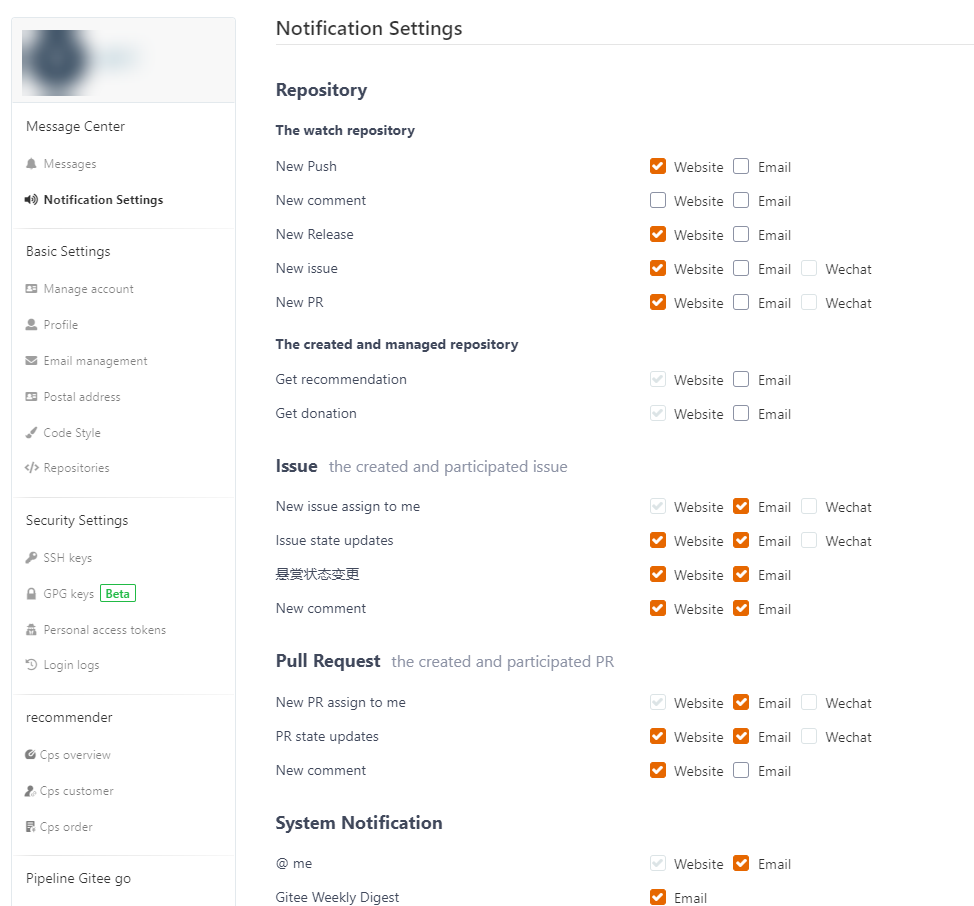 Message Center
Messages
Notification Settings
Basic Settings
Manage account
Profile
Email management
Postal address
Code Style
Repositories
Security Settings
SSH keys
GPG keys Beta
Personal access tokens
Login logs
recommender
Cps overview
Cps customer
Cps order
Pipeline Gitee go
Notification Settings
Repository
The watch repository
New Push Website Email
New comment Website Email
New Release Website Email
New issue Website Email Wechat
New PR Website Email Wechat
The created and managed repository
Get recommendation Website Email
Get donation Website Email
Issue the created and participated issue
New issue assign to me Website Email Wechat
Issue state updates Website Email Wechat
悬赏状态变更 Website Email
New comment Website Email
Pull Request the created and participated PR
New PR assign to me Website Email Wechat
PR state updates Website Email Wechat
New comment Website Email
System Notification
@ me Website Email
Gitee Weekly Digest Email